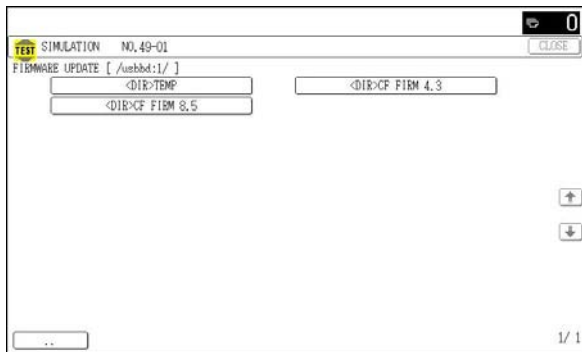 0
TEST SIMULATION NO.49-01 CLOSE
FIRMWARE UPDATE [ /usbhd:1/ ]
<DIR>TEMP <DIR>CF FIRM 4.3
<DIR>CF FIRM 8.5
.. 1/ 1